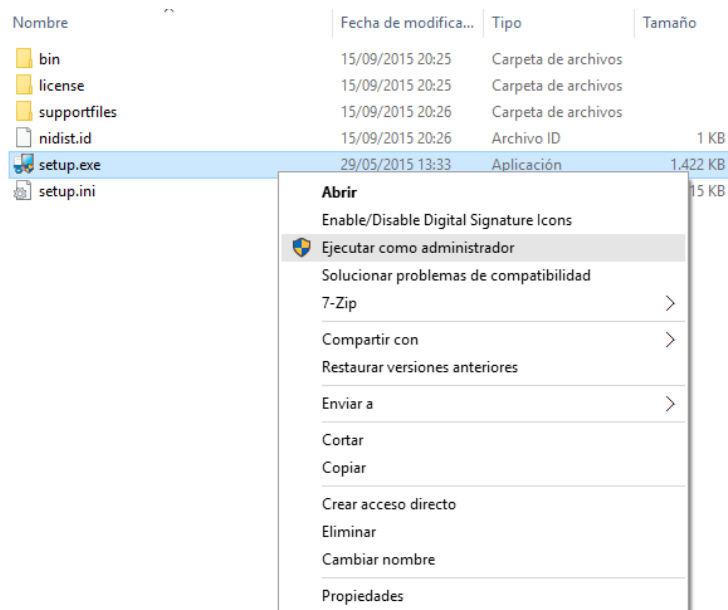 Nombre Fecha de modifica... Tipo Tamaño
bin 15/09/2015 20:25 Carpeta de archivos
license 15/09/2015 20:25 Carpeta de archivos
supportfiles 15/09/2015 20:26 Carpeta de archivos
nidist.id 15/09/2015 20:26 Archivo ID 1 KB
setup.exe 29/05/2015 13:33 Aplicación 1.422 KB
setup.ini 15 KB
Abrir
Enable/Disable Digital Signature Icons
Ejecutar como administrador
Solucionar problemas de compatibilidad
7-Zip
Compartir con
Restaurar versiones anteriores
Enviar a
Cortar
Copiar
Crear acceso directo
Eliminar
Cambiar nombre
Propiedades